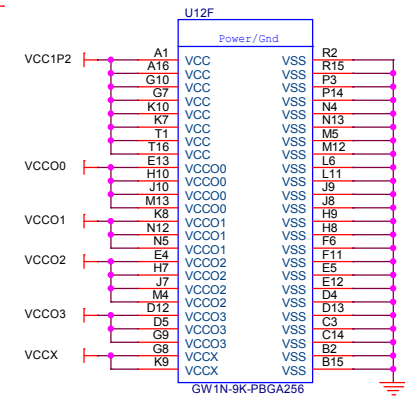 U12F
Power/Gnd
VCC1P2 A1 VCC VSS R2
A16 VCC VSS R15
G10 VCC VSS P3
G7 VCC VSS P14
K10 VCC VSS N4
K7 VCC VSS N13
T1 VCC VSS M5
T16 VCC VSS M12
VCCO0 E13 VCCO0 VSS L6
H10 VCCO0 VSS L11
J10 VCCO0 VSS J9
M13 VCCO0 VSS J8
VCCO1 K8 VCCO1 VSS H9
N12 VCCO1 VSS H8
N5 VCCO1 VSS F6
VCCO2 E4 VCCO2 VSS F11
H7 VCCO2 VSS E5
J7 VCCO2 VSS E12
M4 VCCO2 VSS D4
VCCO3 D12 VCCO3 VSS D13
D5 VCCO3 VSS C3
G9 VCCO3 VSS C14
VCCX G8 VCCX VSS B2
K9 VCCX VSS B15
GW1N-9K-PBGA256